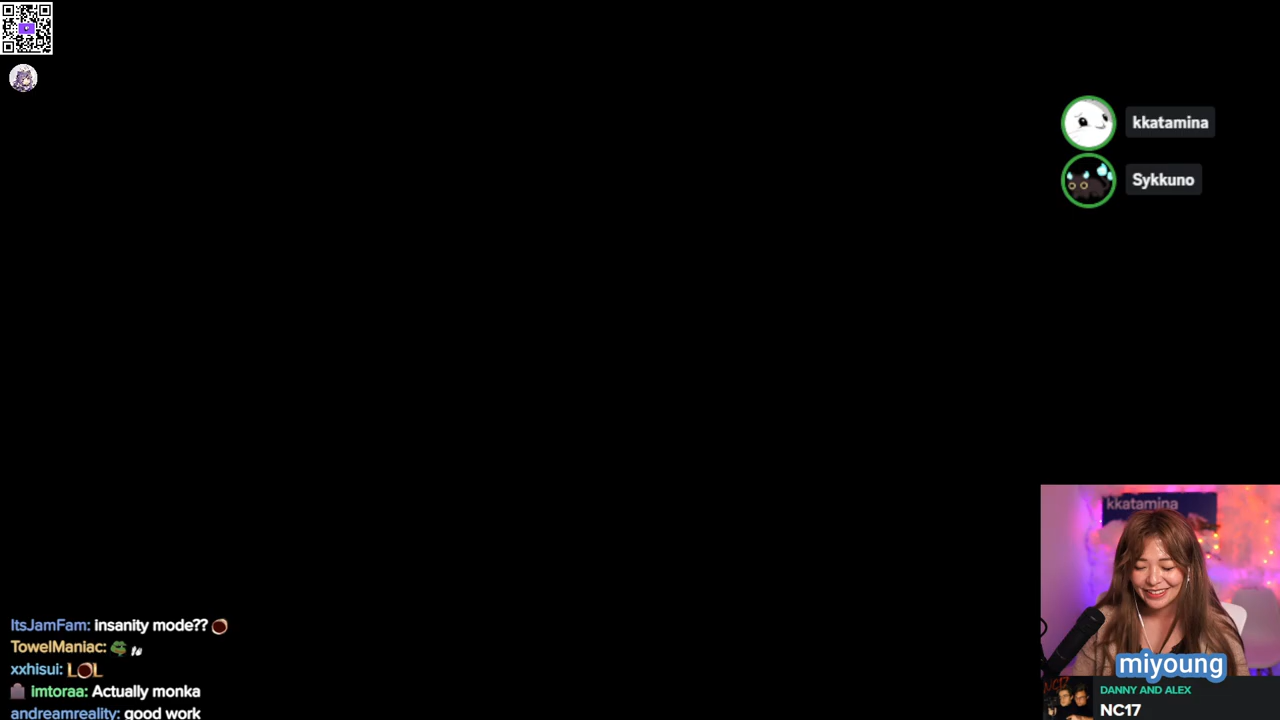 kkatamina
Sykkuno
kkatamina
ItsJamFam: insanity mode??
TowelManiac:
xxhisui: LOL
imtoraa: Actually monka
andreamreality: good work
miyoung
DANNY AND ALEX
NC17